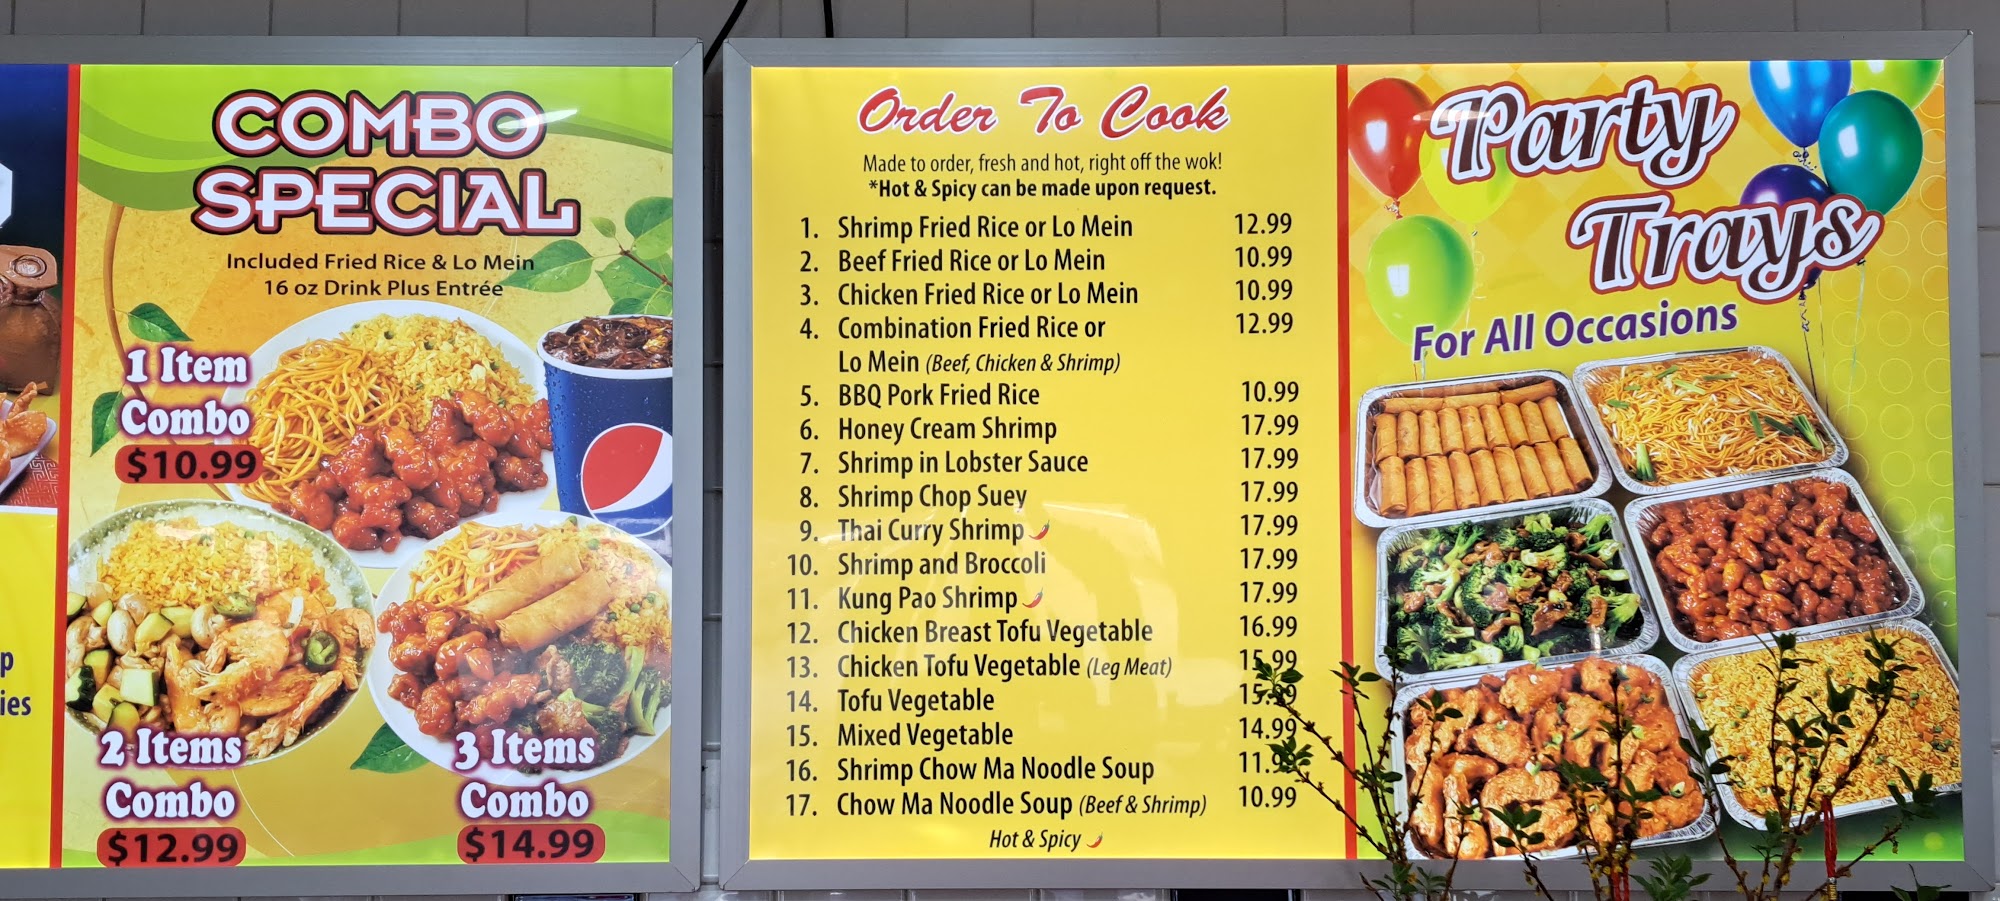 p
ies
COMBO
SPECIAL
Included Fried Rice & Lo Mein
16 oz Drink Plus Entrée
1 Item
Combo
$10.99
2 Items
Combo
$12.99
3 Items
Combo
$14.99
Order To Cook
Made to order, fresh and hot, right off the wok!
*Hot & Spicy can be made upon request.
1. Shrimp Fried Rice or Lo Mein 12.99
2. Beef Fried Rice or Lo Mein 10.99
3. Chicken Fried Rice or Lo Mein 10.99
4. Combination Fried Rice or 12.99
Lo Mein (Beef, Chicken & Shrimp)
5. BBQ Pork Fried Rice 10.99
6. Honey Cream Shrimp 17.99
7. Shrimp in Lobster Sauce 17.99
8. Shrimp Chop Suey 17.99
9. Thai Curry Shrimp 17.99
10. Shrimp and Broccoli 17.99
11. Kung Pao Shrimp 17.99
12. Chicken Breast Tofu Vegetable 16.99
13. Chicken Tofu Vegetable (Leg Meat) 15.99
14. Tofu Vegetable 15.99
15. Mixed Vegetable 14.99
16. Shrimp Chow Ma Noodle Soup 11.99
17. Chow Ma Noodle Soup (Beef & Shrimp) 10.99
Hot & Spicy
Party
Trays
For All Occasions